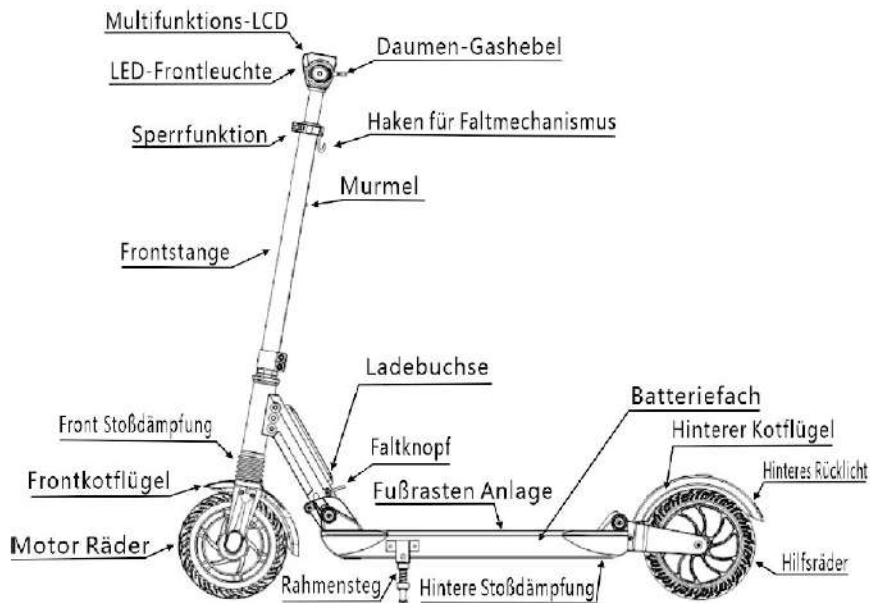 Multifunktions-LCD
Daumen-Gashebel
LED-Frontleuchte
Sperrfunktion
Haken für Faltmechanismus
Murmel
Frontstange
Ladebuchse
Batteriefach
Front Stoßdämpfung
Hinterer Kotflügel
Faltknopf
Hinteres Rücklicht
Frontkotflügel
Fußrasten Anlage
Motor Räder
Hilfsräder
Rahmensteg
Hintere Stoßdämpfung